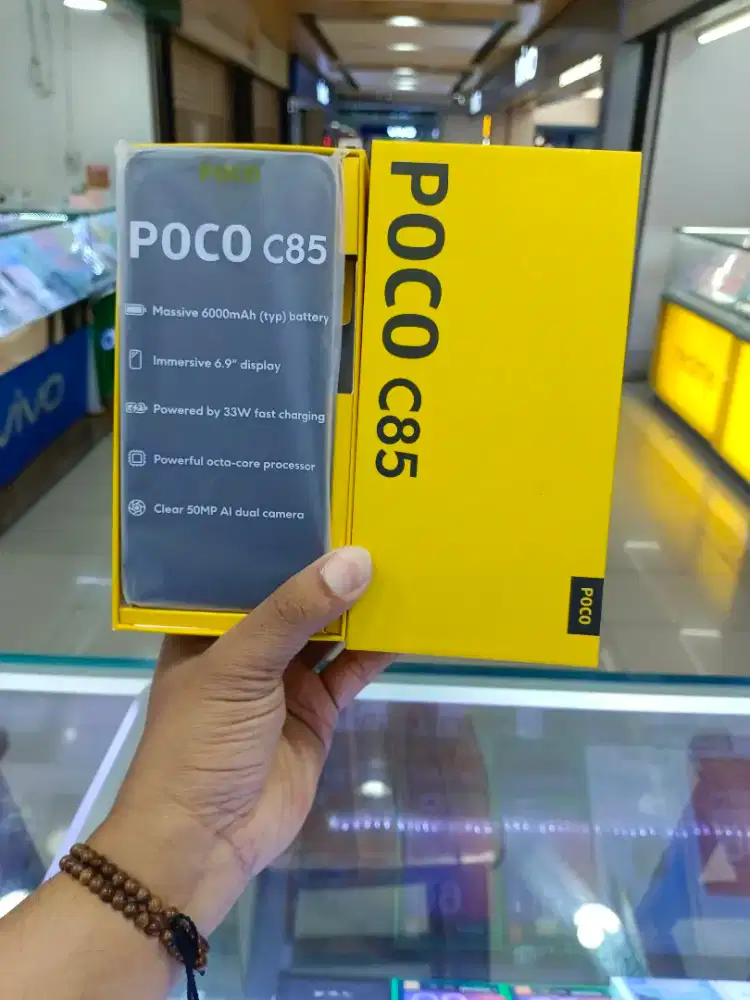 POCO
POCO C85
Massive 6000mAh (typ) battery
Immersive 6.9" display
Powered by 33W fast charging
Powerful octa-core processor
Clear 50MP AI dual camera
POCO C85
POCO
vivo
vivo